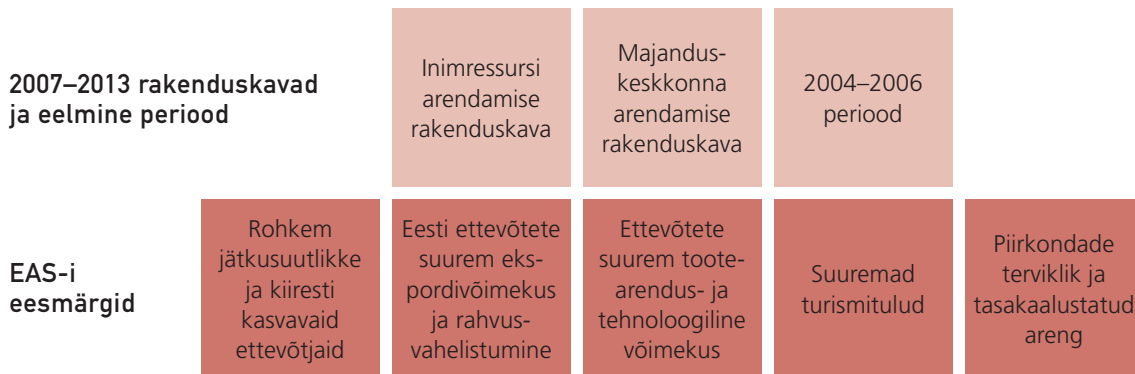 2007–2013 rakenduskavad
ja eelmine periood
Inimressursi
arendamise
rakenduskava
Majandus-
keskkonna
arendamise
rakenduskava
2004–2006
periood
EAS-i
eesmärgid
Rohkem
jätkusuutlikke
ja kiiresti
kasvavaid
ettevõtjaid
Eesti ettevõtete
suurem eks-
pordivõimekus
ja rahvus-
vahelistumine
Ettevõtete
suurem toote-
arendus- ja
tehnoloogiline
võimekus
Suuremad
turismitulud
Piirkondade
terviklik ja
tasakaalustatud
areng